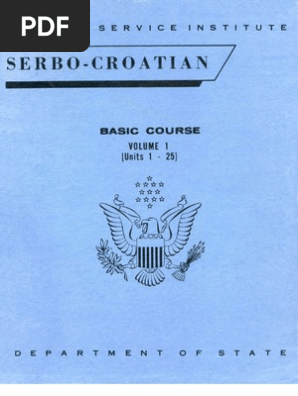 PDF
SERVICE INSTITUTE
SERBO-CROATIAN
BASIC COURSE
VOLUME 1
[Units 1 - 25]
DEPARTMENT OF STATE